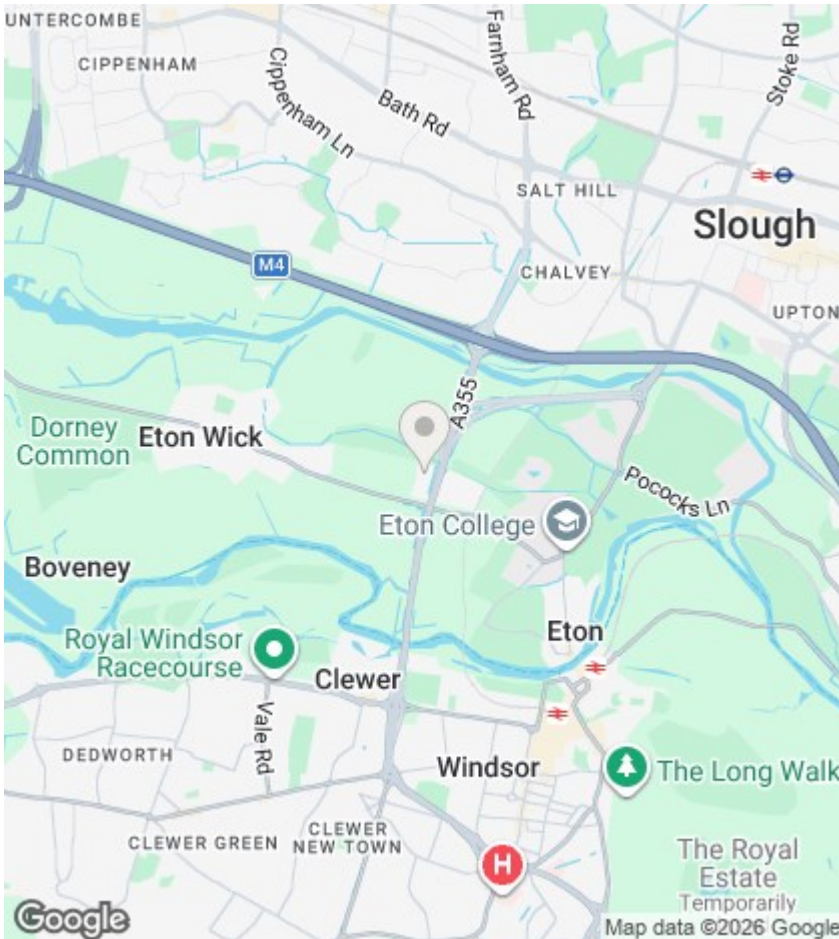 UNTERCOMBE
CIPPENHAM
Cippenham Ln
Bath Rd
Farnham Rd
Stoke Rd
SALT HILL
Slough
M4
CHALVEY
UPTON
A355
Dorney
Common
Eton Wick
Pococks Ln
Eton College
Boveney
Eton
Royal Windsor
Racecourse
Clewer
Vale Rd
DEDWORTH
Windsor
The Long Walk
CLEWER GREEN
CLEWER
NEW TOWN
H
The Royal
Estate
Temporarily
Google
Map data ©2026 Google